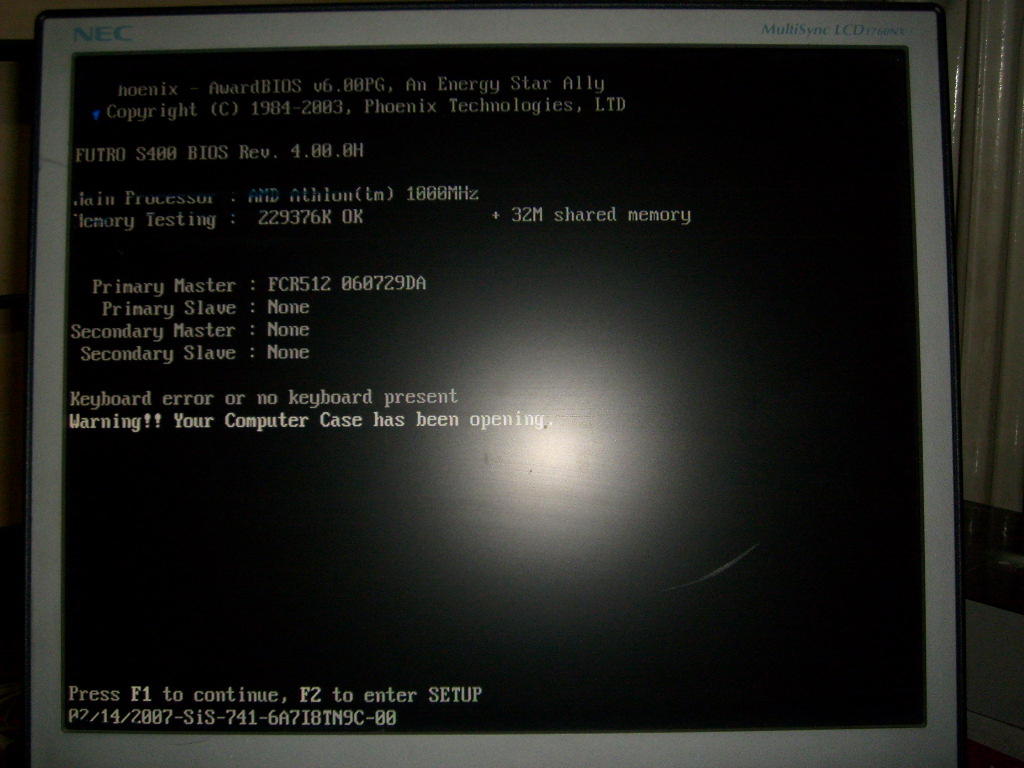 NEC
MultiSync LCD1760NX
hoenix - AwardBIOS v6.00PG, An Energy Star Ally
Copyright (C) 1984-2003, Phoenix Technologies, LTD
FUTRO S400 BIOS Rev. 4.00.0H
Main Processor : AMD Athlon(tm) 1000MHz
Memory Testing : 229376K OK + 32M shared memory
Primary Master : FCR512 060729DA
Primary Slave : None
Secondary Master : None
Secondary Slave : None
Keyboard error or no keyboard present
Warning!! Your Computer Case has been opening.
Press F1 to continue, F2 to enter SETUP
02/14/2007-SiS-741-6A7I8TN9C-00